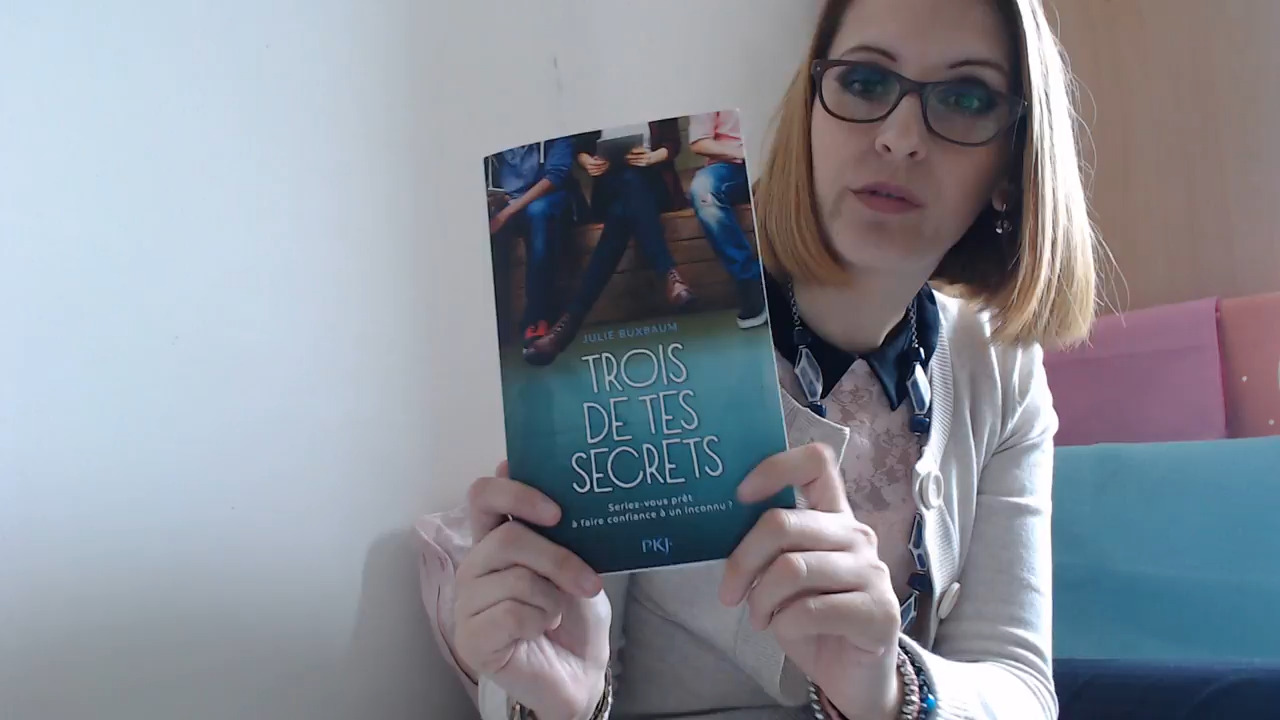 JULIE BUXBAUM
TROIS
DE TES
SECRETS
Seriez-vous prêt
à faire confiance à un inconnu ?
PKJ.